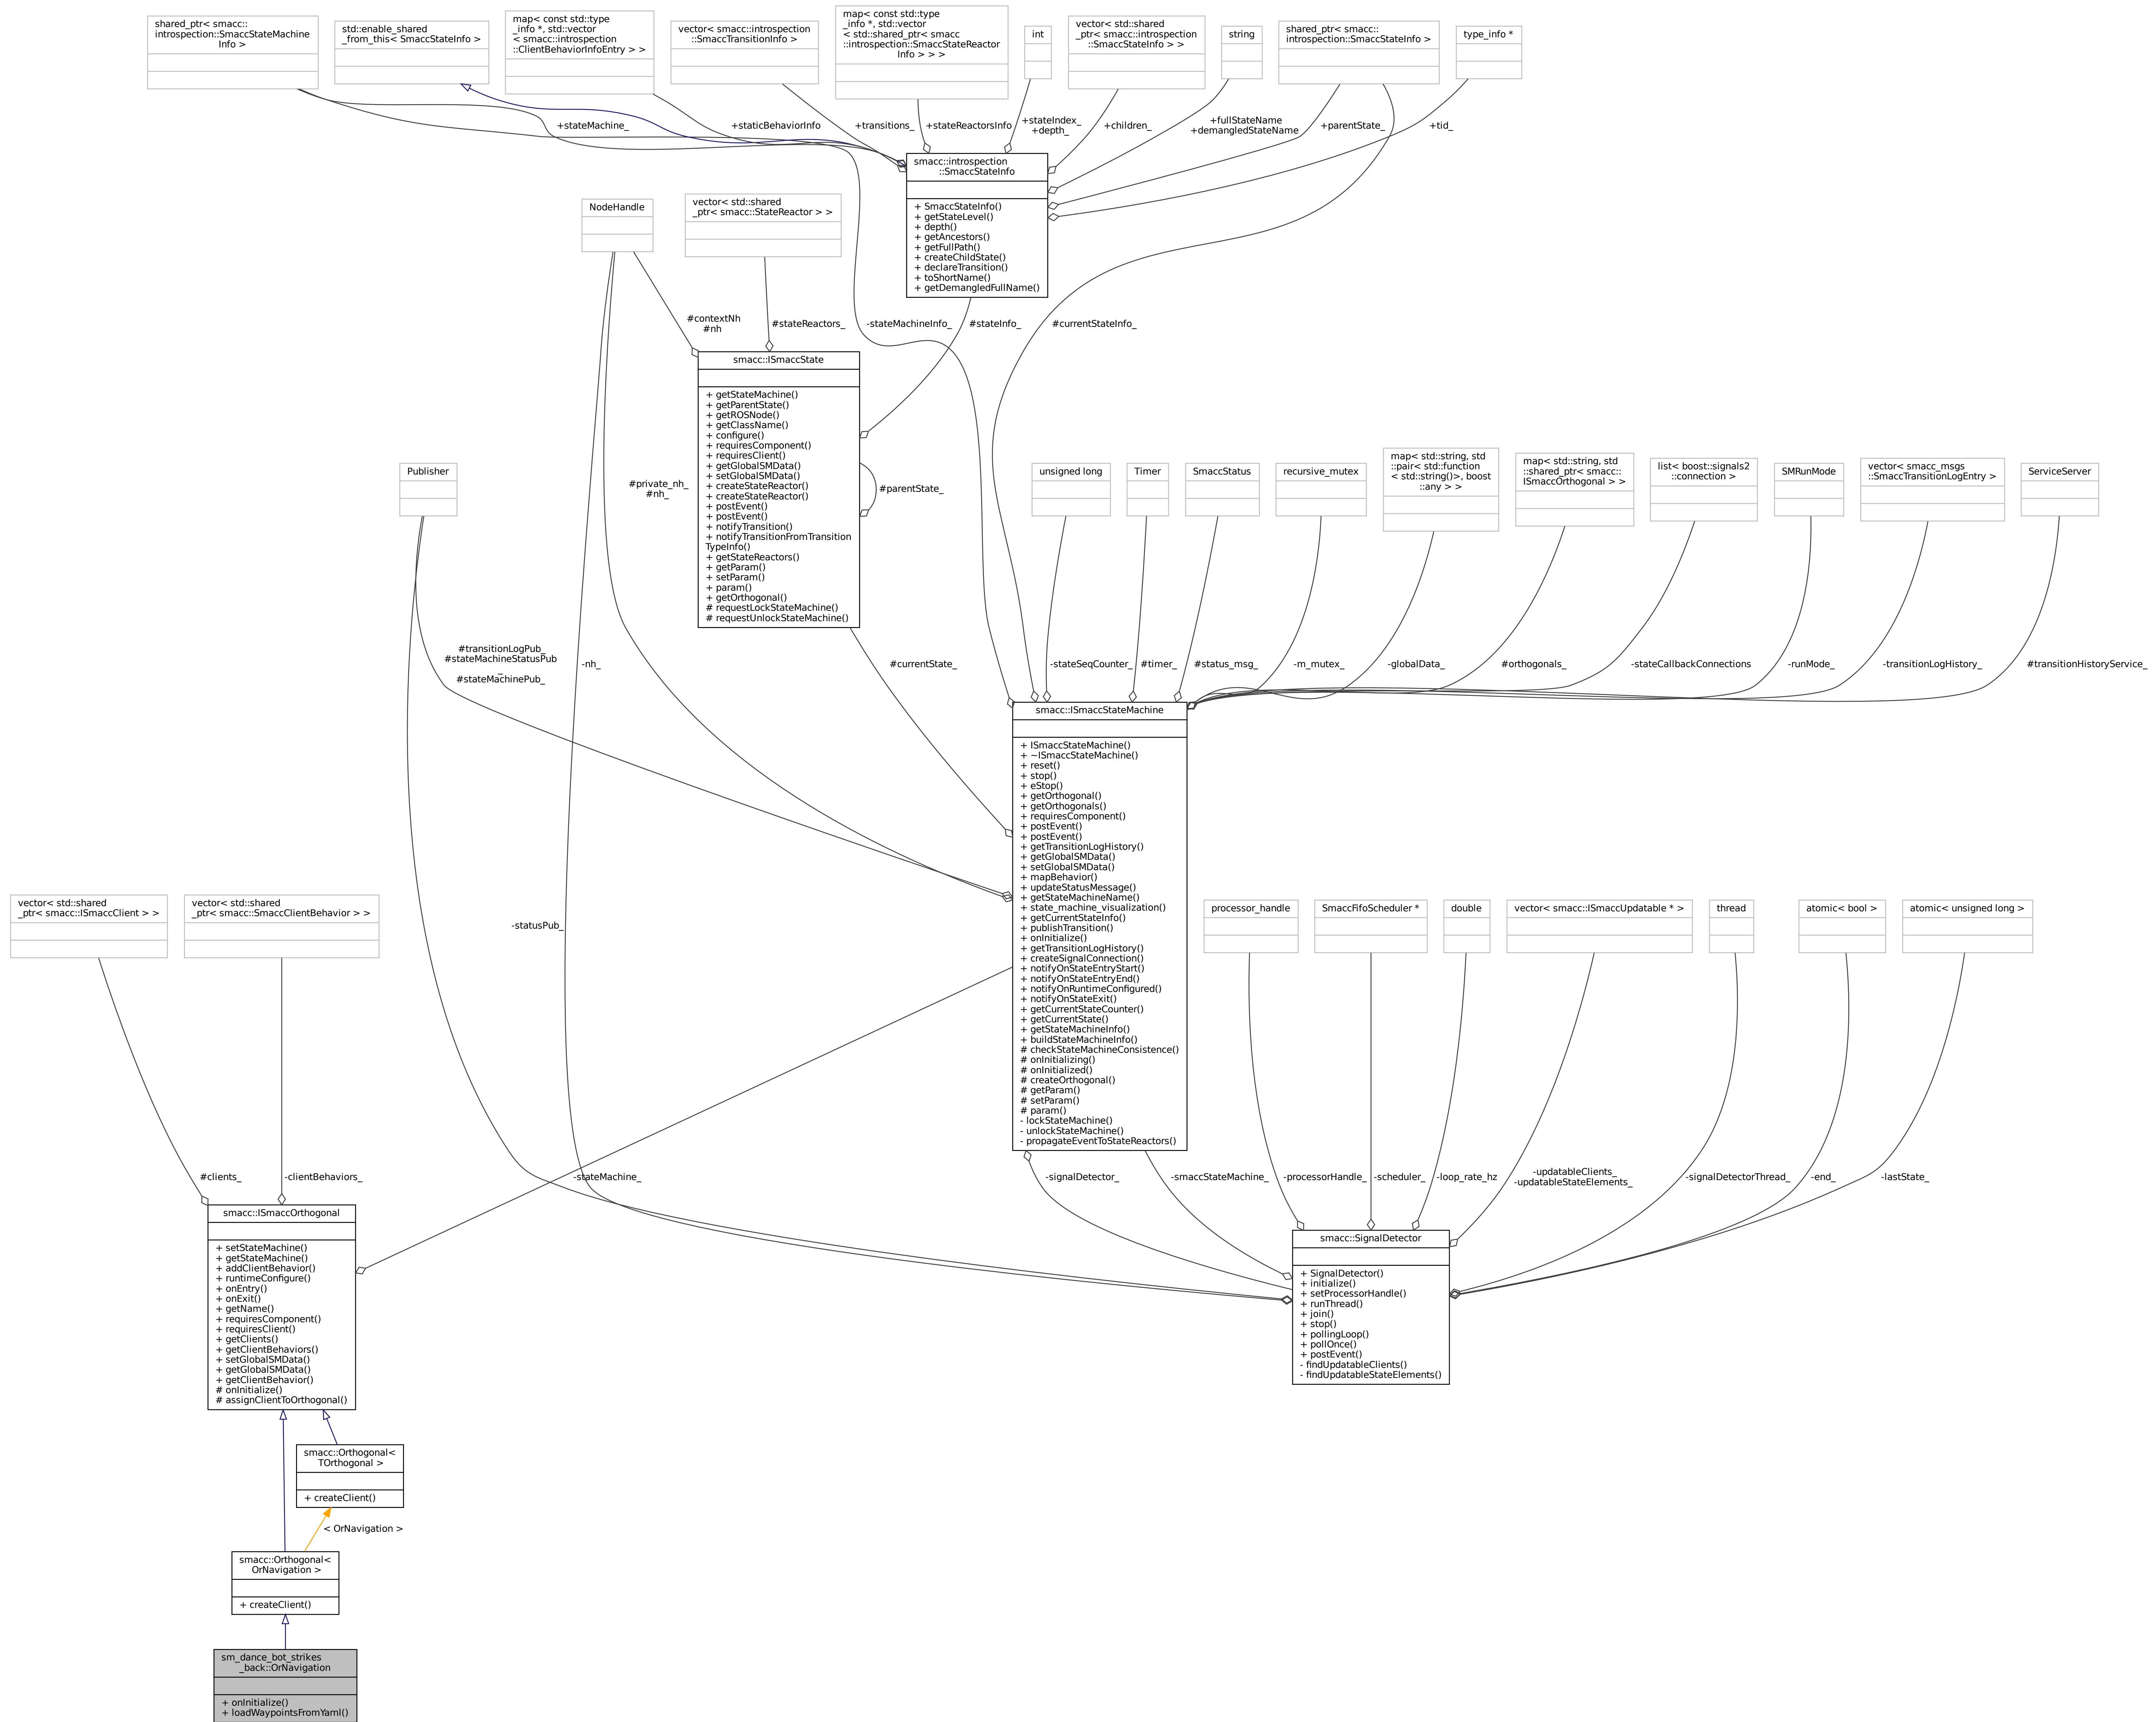 shared_ptr< smacc::
introspection::SmaccStateMachine
Info >
std::enable_shared
_from_this< SmaccStateInfo >
map< const std::type
_info *, std::vector
< smacc::introspection
::ClientBehaviorInfoEntry > >
vector< smacc::introspection
::SmaccTransitionInfo >
map< const std::type
_info *, std::vector
< std::shared_ptr< smacc
::introspection::SmaccStateReactor
Info > > >
int
vector< std::shared
_ptr< smacc::introspection
::SmaccStateInfo > >
string
shared_ptr< smacc::
introspection::SmaccStateInfo >
type_info *
+stateMachine_
+staticBehaviorInfo
+transitions_
+stateReactorsInfo
+stateIndex_
+depth_
+children_
+fullStateName
+demangledStateName
+parentState_
+tid_
smacc::introspection
::SmaccStateInfo
+ SmaccStateInfo()
+ getStateLevel()
+ depth()
+ getAncestors()
+ getFullPath()
+ createChildState()
+ declareTransition()
+ toShortName()
+ getDemangledFullName()
NodeHandle
vector< std::shared
_ptr< smacc::StateReactor > >
#contextNh
#nh
#stateReactors_
-stateMachineInfo_
#stateInfo_
#currentStateInfo_
smacc::ISmaccState
+ getStateMachine()
+ getParentState()
+ getROSNode()
+ getClassName()
+ configure()
+ requiresComponent()
+ requiresClient()
+ getGlobalSMData()
+ setGlobalSMData()
+ createStateReactor()
+ createStateReactor()
+ postEvent()
+ postEvent()
+ notifyTransition()
+ notifyTransitionFromTransition
TypeInfo()
+ getStateReactors()
+ getParam()
+ setParam()
+ param()
+ getOrthogonal()
# requestLockStateMachine()
# requestUnlockStateMachine()
#parentState_
Publisher
#private_nh_
#nh_
unsigned long
Timer
SmaccStatus
recursive_mutex
map< std::string, std
::pair< std::function
< std::string()>, boost
::any > >
map< std::string, std
::shared_ptr< smacc::
ISmaccOrthogonal > >
list< boost::signals2
::connection >
SMRunMode
vector< smacc_msgs
::SmaccTransitionLogEntry >
ServiceServer
#transitionLogPub_
#stateMachineStatusPub
_
#stateMachinePub_
-nh_
#currentState_
-stateSeqCounter_
#timer_
#status_msg_
-m_mutex_
-globalData_
#orthogonals_
-stateCallbackConnections
-runMode_
-transitionLogHistory_
#transitionHistoryService_
smacc::ISmaccStateMachine
+ ISmaccStateMachine()
+ ~ISmaccStateMachine()
+ reset()
+ stop()
+ eStop()
+ getOrthogonal()
+ getOrthogonals()
+ requiresComponent()
+ postEvent()
+ postEvent()
+ getTransitionLogHistory()
+ getGlobalSMData()
+ setGlobalSMData()
+ mapBehavior()
+ updateStatusMessage()
+ getStateMachineName()
+ state_machine_visualization()
+ getCurrentStateInfo()
+ publishTransition()
+ onInitialize()
+ getTransitionLogHistory()
+ createSignalConnection()
+ notifyOnStateEntryStart()
+ notifyOnStateEntryEnd()
+ notifyOnRuntimeConfigured()
+ notifyOnStateExit()
+ getCurrentStateCounter()
+ getCurrentState()
+ getStateMachineInfo()
+ buildStateMachineInfo()
# checkStateMachineConsistence()
# onInitializing()
# onInitialized()
# createOrthogonal()
# getParam()
# setParam()
# param()
- lockStateMachine()
- unlockStateMachine()
- propagateEventToStateReactors()
vector< std::shared
_ptr< smacc::ISmaccClient > >
vector< std::shared
_ptr< smacc::SmaccClientBehavior > >
-statusPub_
processor_handle
SmaccFifoScheduler *
double
vector< smacc::ISmaccUpdatable * >
thread
atomic< bool >
atomic< unsigned long >
#clients_
-clientBehaviors_
-stateMachine_
-signalDetector_
-smaccStateMachine_
-processorHandle_
-scheduler_
-loop_rate_hz
-updatableClients_
-updatableStateElements_
-signalDetectorThread_
-end_
-lastState_
smacc::ISmaccOrthogonal
+ setStateMachine()
+ getStateMachine()
+ addClientBehavior()
+ runtimeConfigure()
+ onEntry()
+ onExit()
+ getName()
+ requiresComponent()
+ requiresClient()
+ getClients()
+ getClientBehaviors()
+ setGlobalSMData()
+ getGlobalSMData()
+ getClientBehavior()
# onInitialize()
# assignClientToOrthogonal()
smacc::SignalDetector
+ SignalDetector()
+ initialize()
+ setProcessorHandle()
+ runThread()
+ join()
+ stop()
+ pollingLoop()
+ pollOnce()
+ postEvent()
- findUpdatableClients()
- findUpdatableStateElements()
smacc::Orthogonal<
TOrthogonal >
+ createClient()
< OrNavigation >
smacc::Orthogonal<
OrNavigation >
+ createClient()
sm_dance_bot_strikes
_back::OrNavigation
+ onInitialize()
+ loadWaypointsFromYaml()